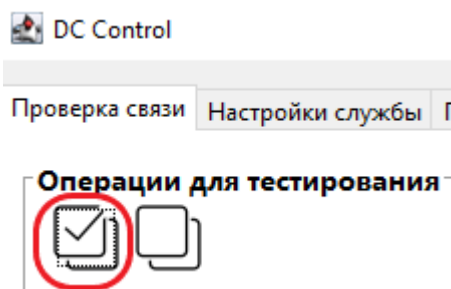 DC Control
Проверка связи Настройки службы
Операции для тестирования